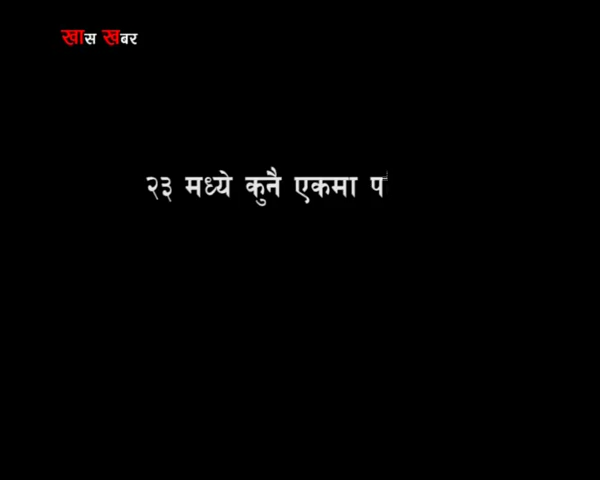 खास खबर
२३ मध्ये कुनै एकमा प